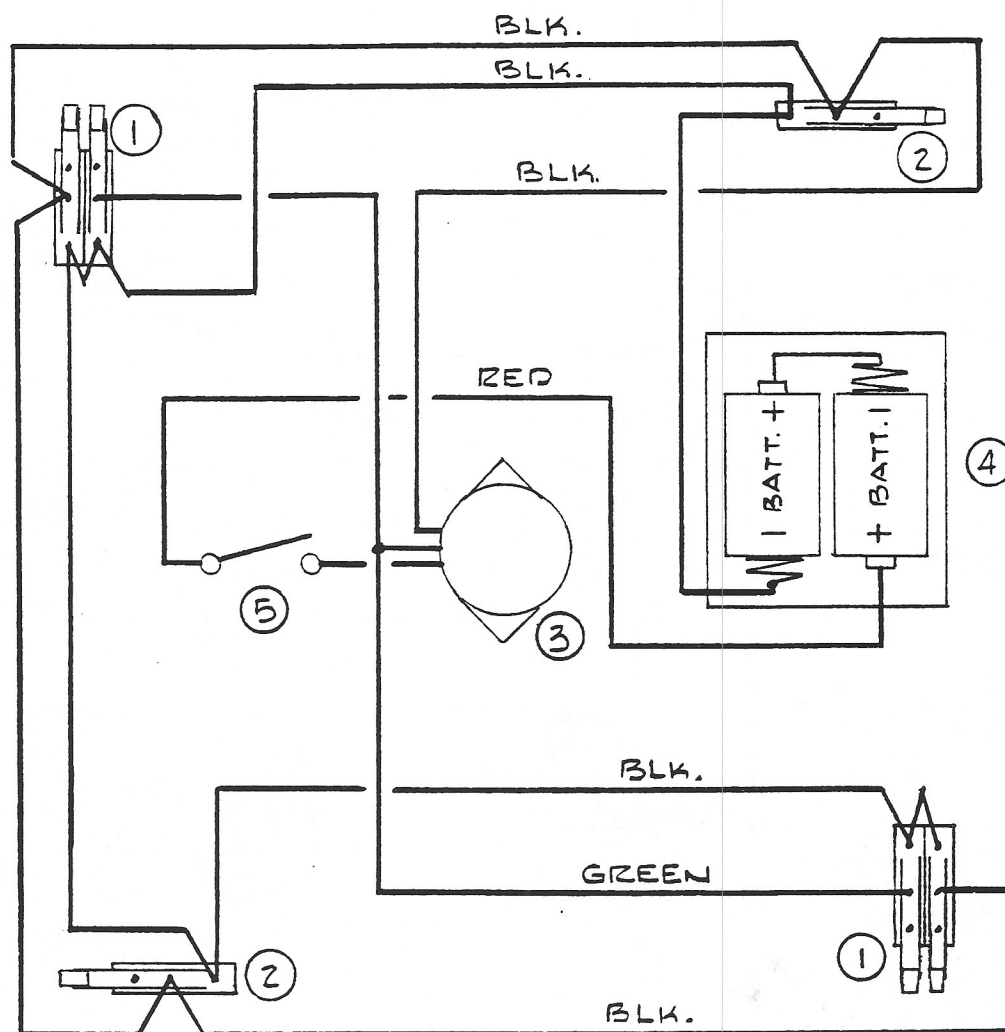 BLK.
BLK.
1
2
BLK.
RED
- BATT. +
+ BATT. -
4
5
3
BLK.
GREEN
1
2
BLK.